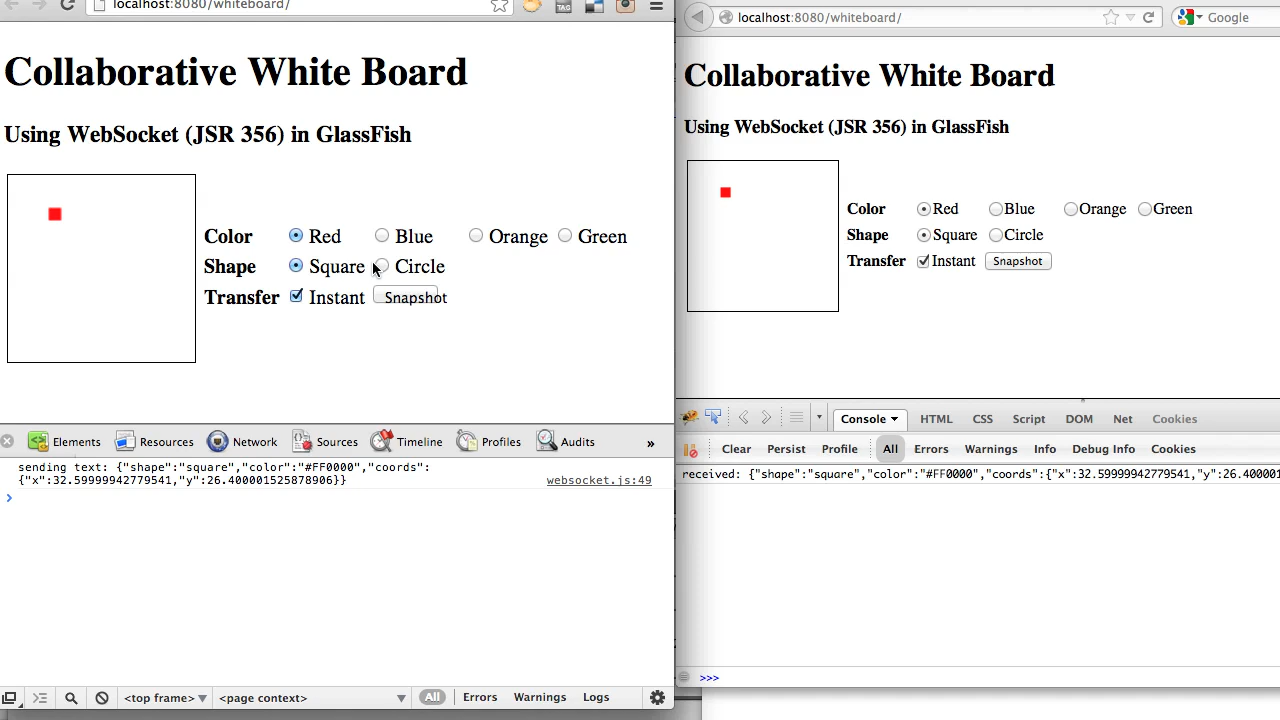 localhost:8080/whiteboard/
TAG
Collaborative White Board
Using WebSocket (JSR 356) in GlassFish
Color Red Blue Orange Green
Shape Square Circle
Transfer Instant Snapshot
Elements Resources Network Sources Timeline Profiles Audits »
sending text: {"shape":"square","color":"#FF0000","coords":
{"x":32.59999942779541,"y":26.400001525878906}} websocket.js:49
>
<top frame> <page context> All Errors Warnings Logs
localhost:8080/whiteboard/ Google
Collaborative White Board
Using WebSocket (JSR 356) in GlassFish
Color Red Blue Orange Green
Shape Square Circle
Transfer Instant Snapshot
Console HTML CSS Script DOM Net Cookies
Clear Persist Profile All Errors Warnings Info Debug Info Cookies
received: {"shape":"square","color":"#FF0000","coords":{"x":32.59999942779541,"y":26.4000015258781
>>>